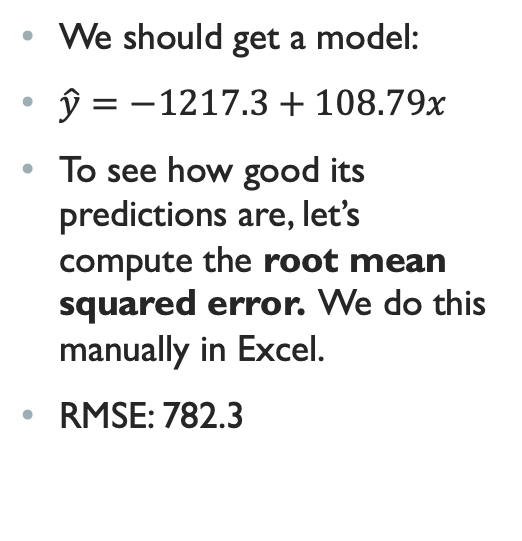 • We should get a model:
• ŷ = −1217.3 + 108.79x
• To see how good its
predictions are, let’s
compute the root mean
squared error. We do this
manually in Excel.
• RMSE: 782.3